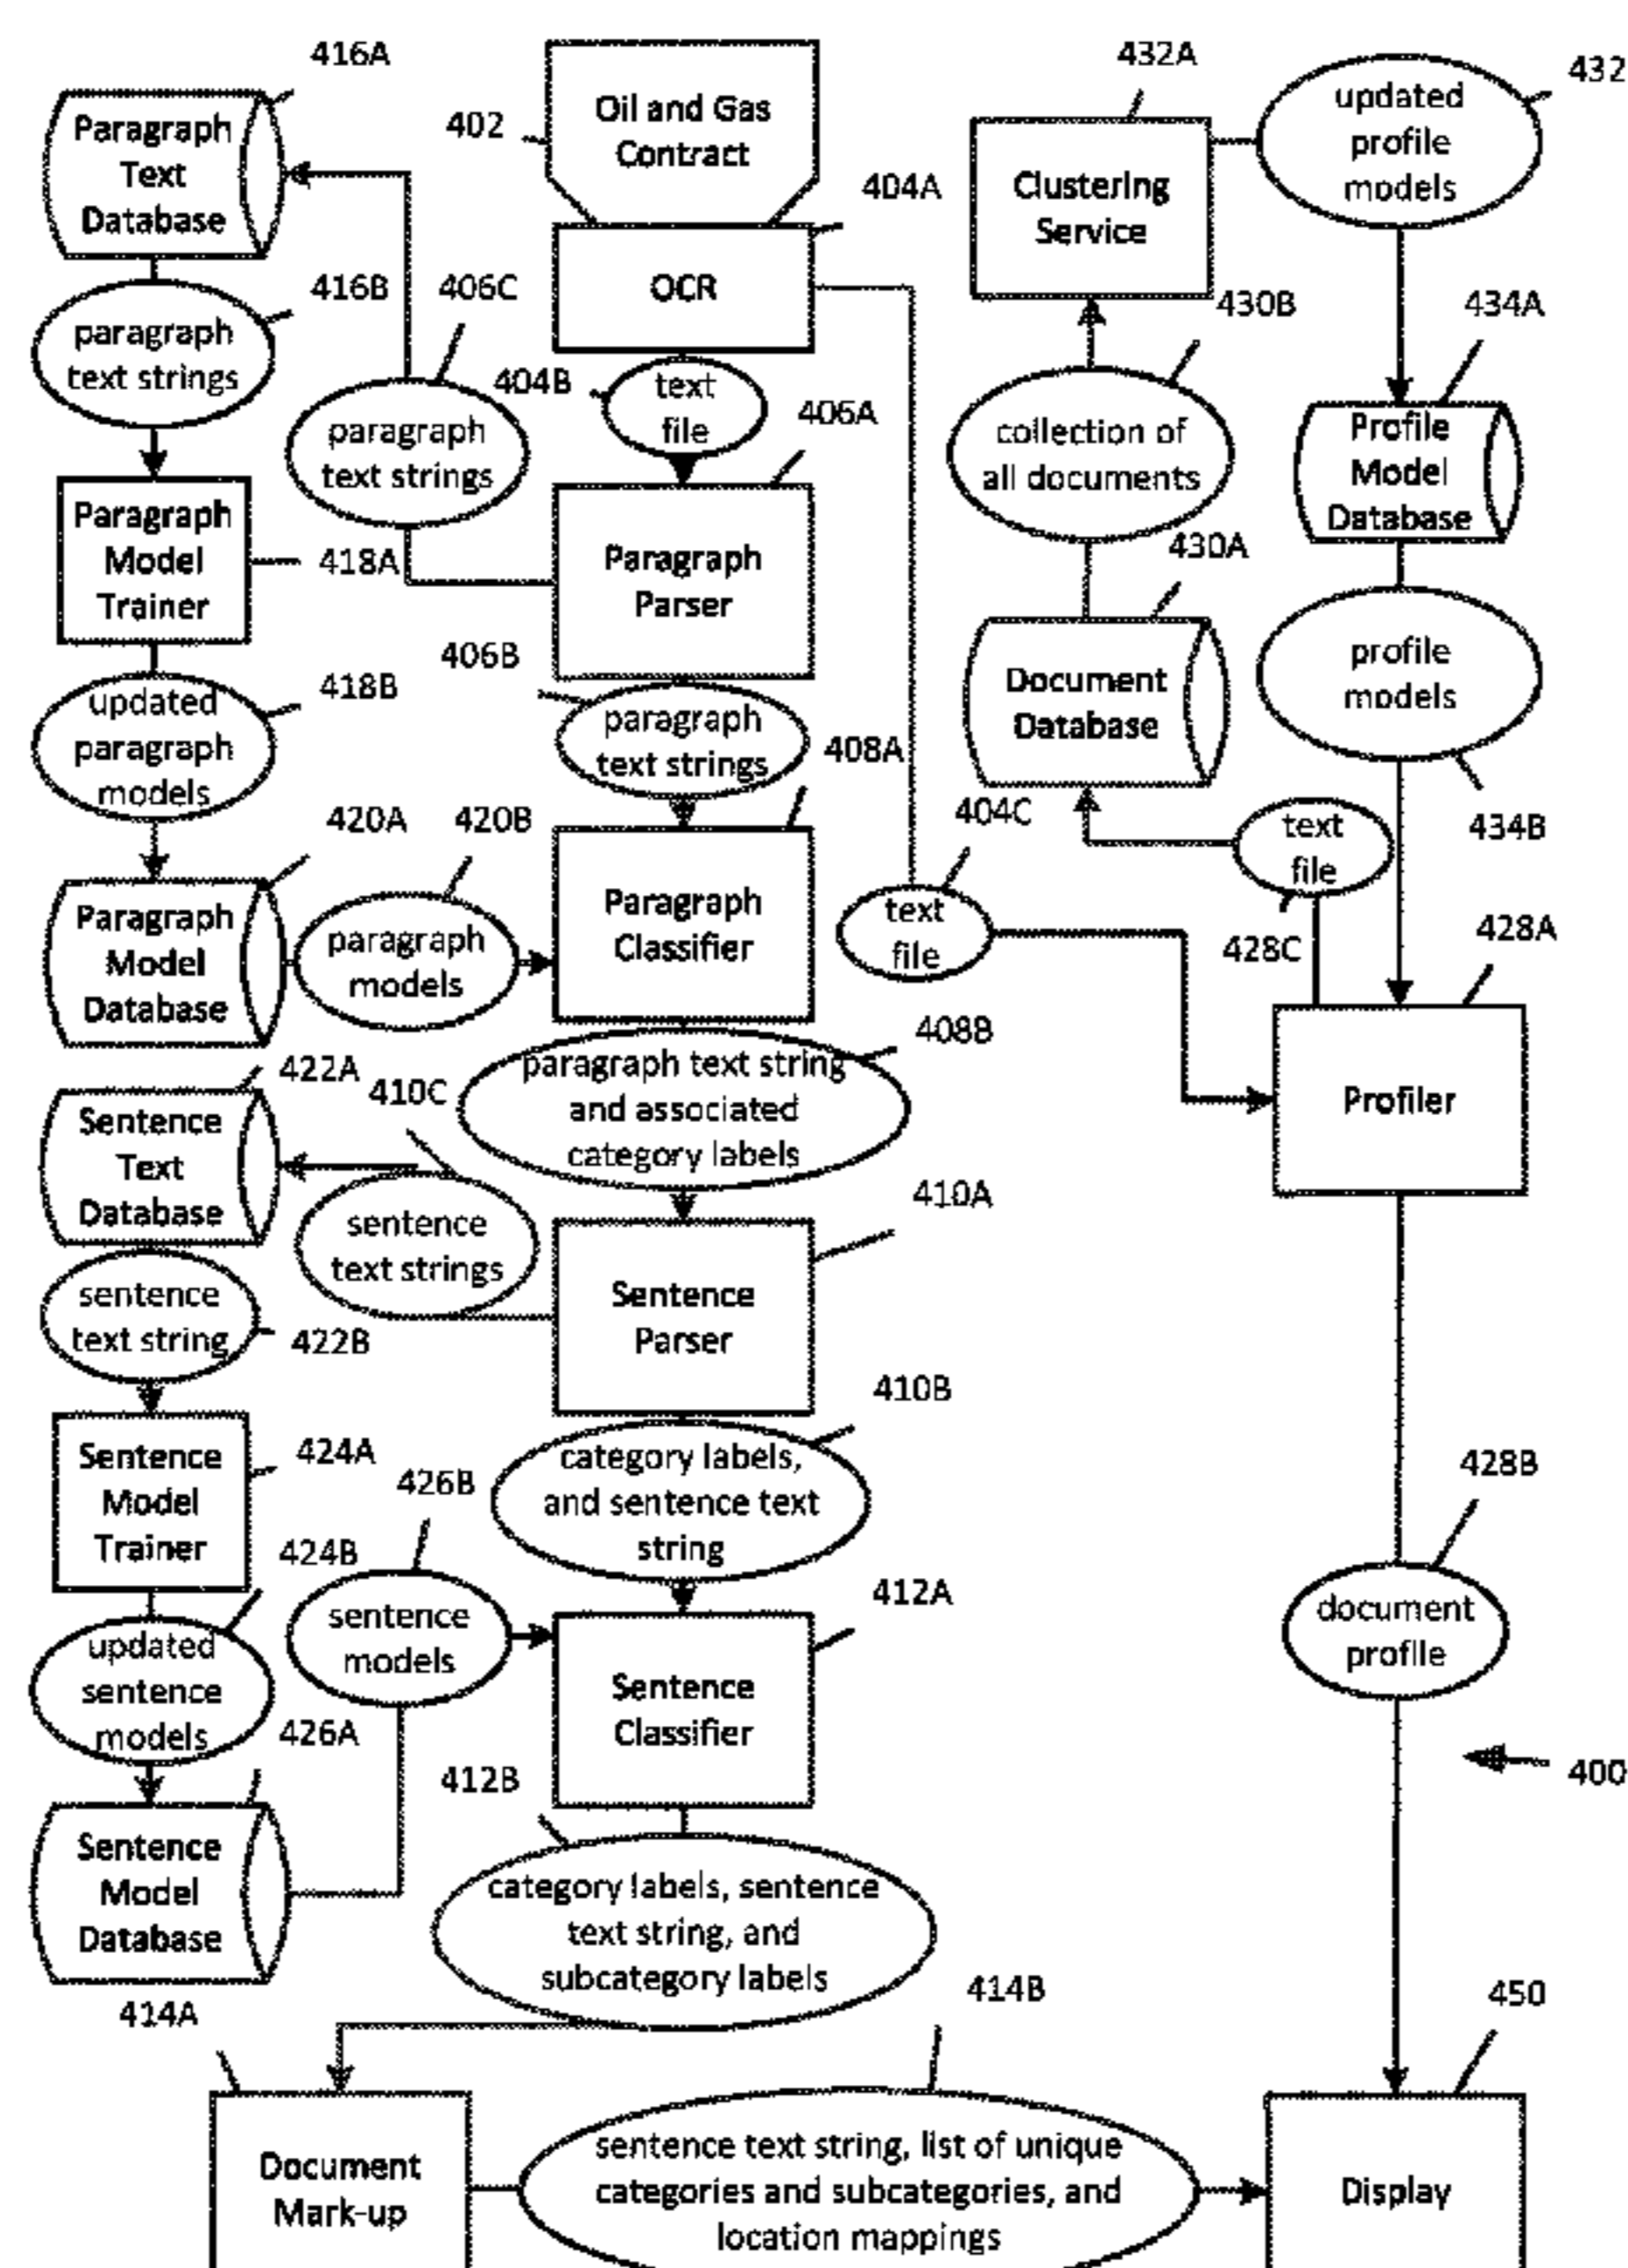 416A
Paragraph
Text
Database
402
Oil and Gas
Contract
404A
OCR
432A
Clustering
Service
432
updated
profile
models
416B
paragraph
text strings
406C
paragraph
text strings
404B
text
file
406A
430B
collection of
all documents
434A
Profile
Model
Database
Paragraph
Model
Trainer
418A
Paragraph
Parser
430A
Document
Database
profile
models
434B
406B
paragraph
text strings
408A
418B
updated
paragraph
models
420A
Paragraph
Model
Database
420B
paragraph
models
Paragraph
Classifier
404C
text
file
text
file
428C
428A
Profiler
408B
paragraph text string
and associated
category labels
422A
Sentence
Text
Database
410C
sentence
text strings
410A
Sentence
Parser
sentence
text string
422B
410B
category labels,
and sentence text
string
Sentence
Model
Trainer
424A
426B
sentence
models
412A
Sentence
Classifier
428B
document
profile
424B
updated
sentence
models
426A
Sentence
Model
Database
400
412B
category labels, sentence
text string, and
subcategory labels
414A
Document
Mark-up
414B
sentence text string, list of unique
categories and subcategories, and
location mappings
450
Display